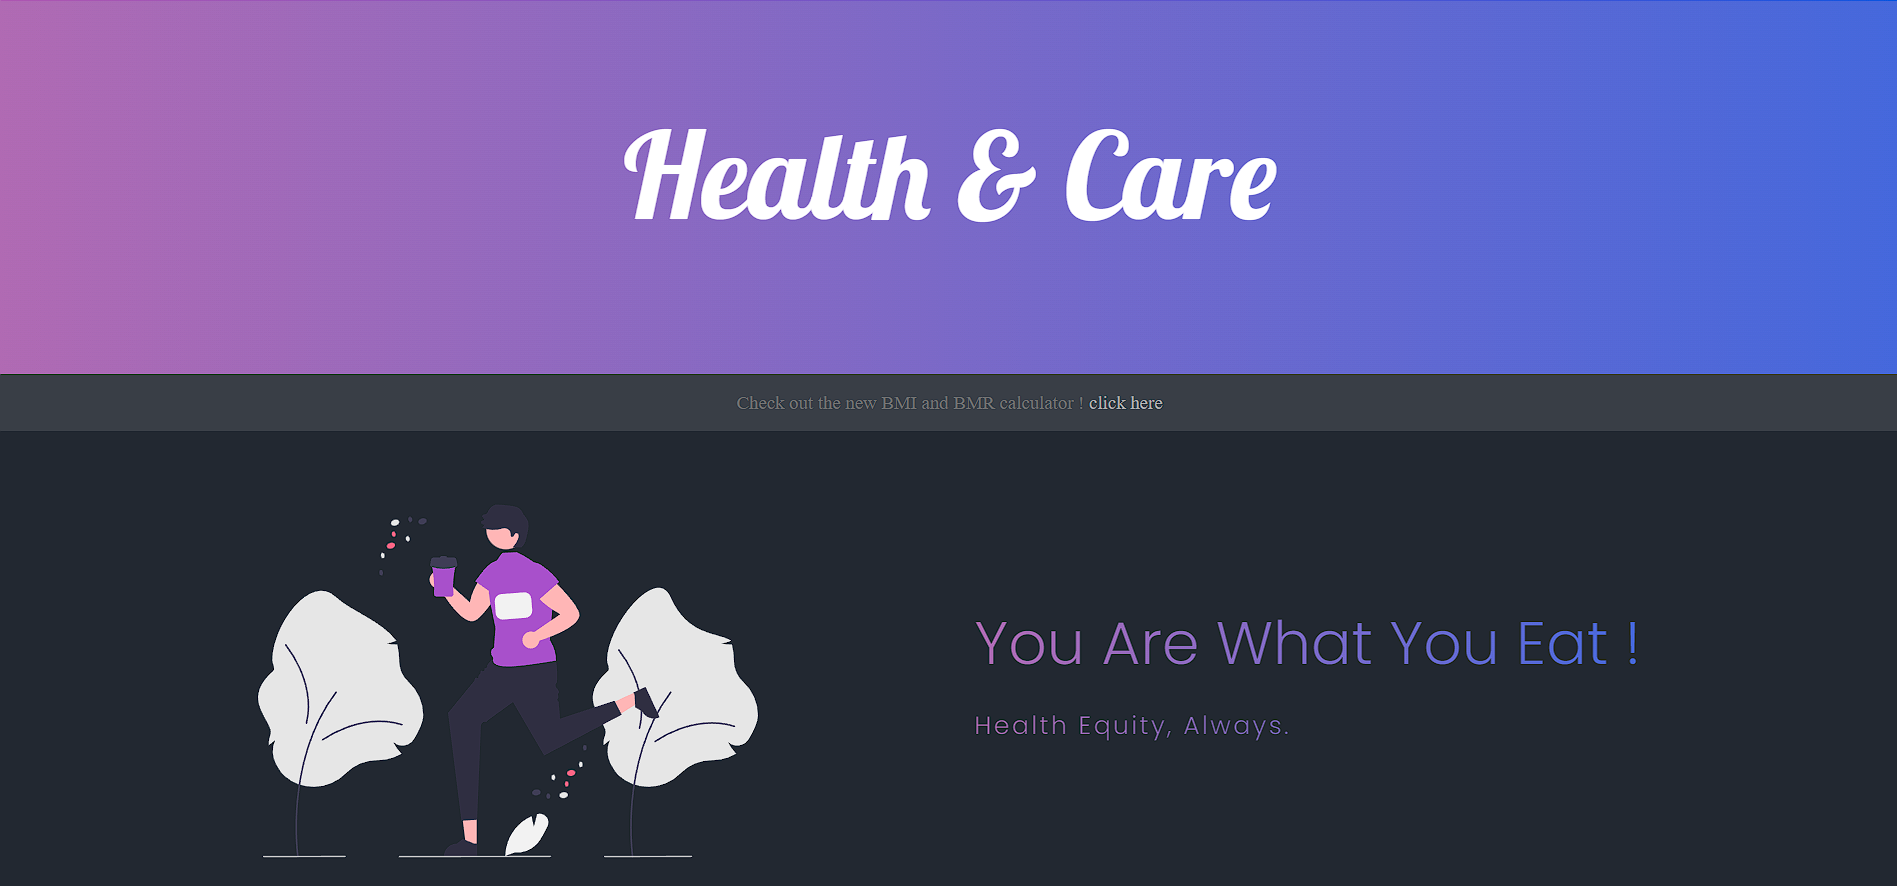 Health & Care
Check out the new BMI and BMR calculator ! click here
You Are What You Eat !
Health Equity, Always.